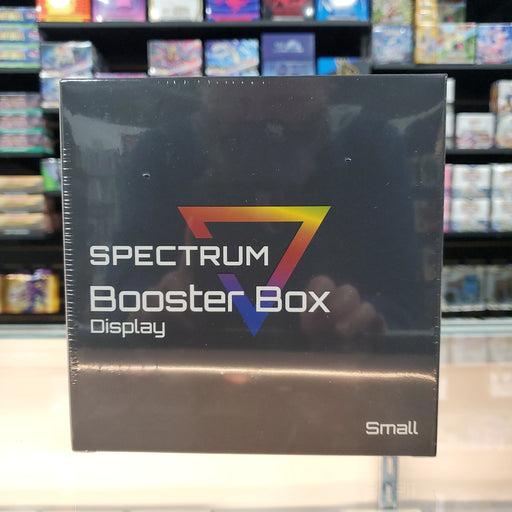 SPECTRUM
Booster Box
Display
Small